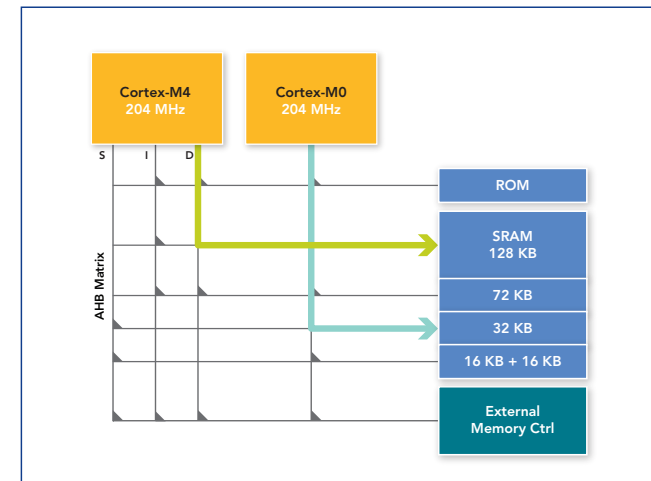 Cortex-M4
204 MHz
Cortex-M0
204 MHz
S
I
D
AHB Matrix
ROM
SRAM
128 KB
72 KB
32 KB
16 KB + 16 KB
External
Memory Ctrl